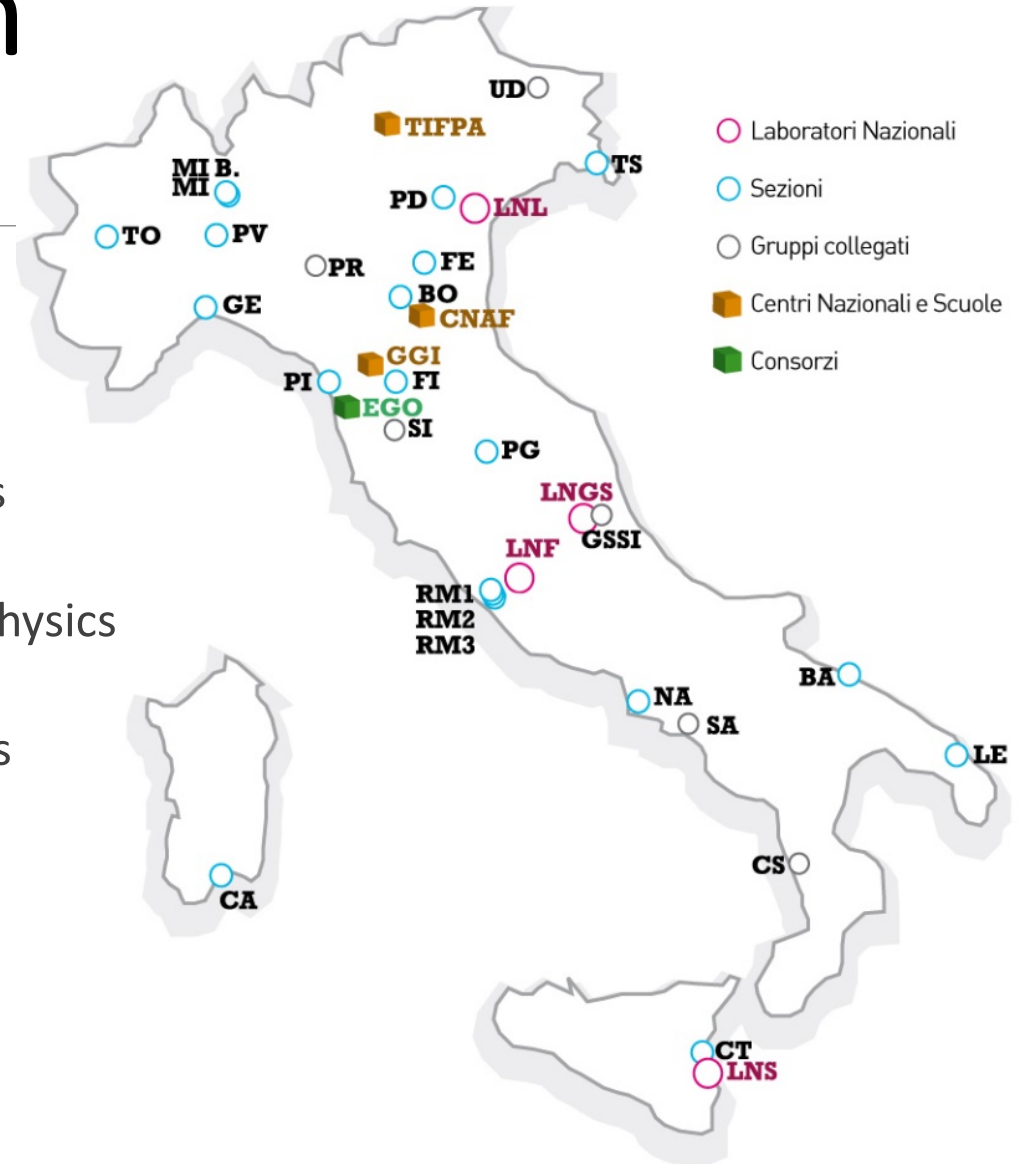 UD
TIFPA
TS
MI B.
MI
PD
LNL
TO
PV
PR
FE
GE
BO
CNAF
GGI
PI
FI
EGO
SI
PG
LNGS
GSSI
LNF
RM1
RM2
RM3
BA
NA
SA
LE
CS
CA
CT
LNS
Laboratori Nazionali
Sezioni
Gruppi collegati
Centri Nazionali e Scuole
Consorzi